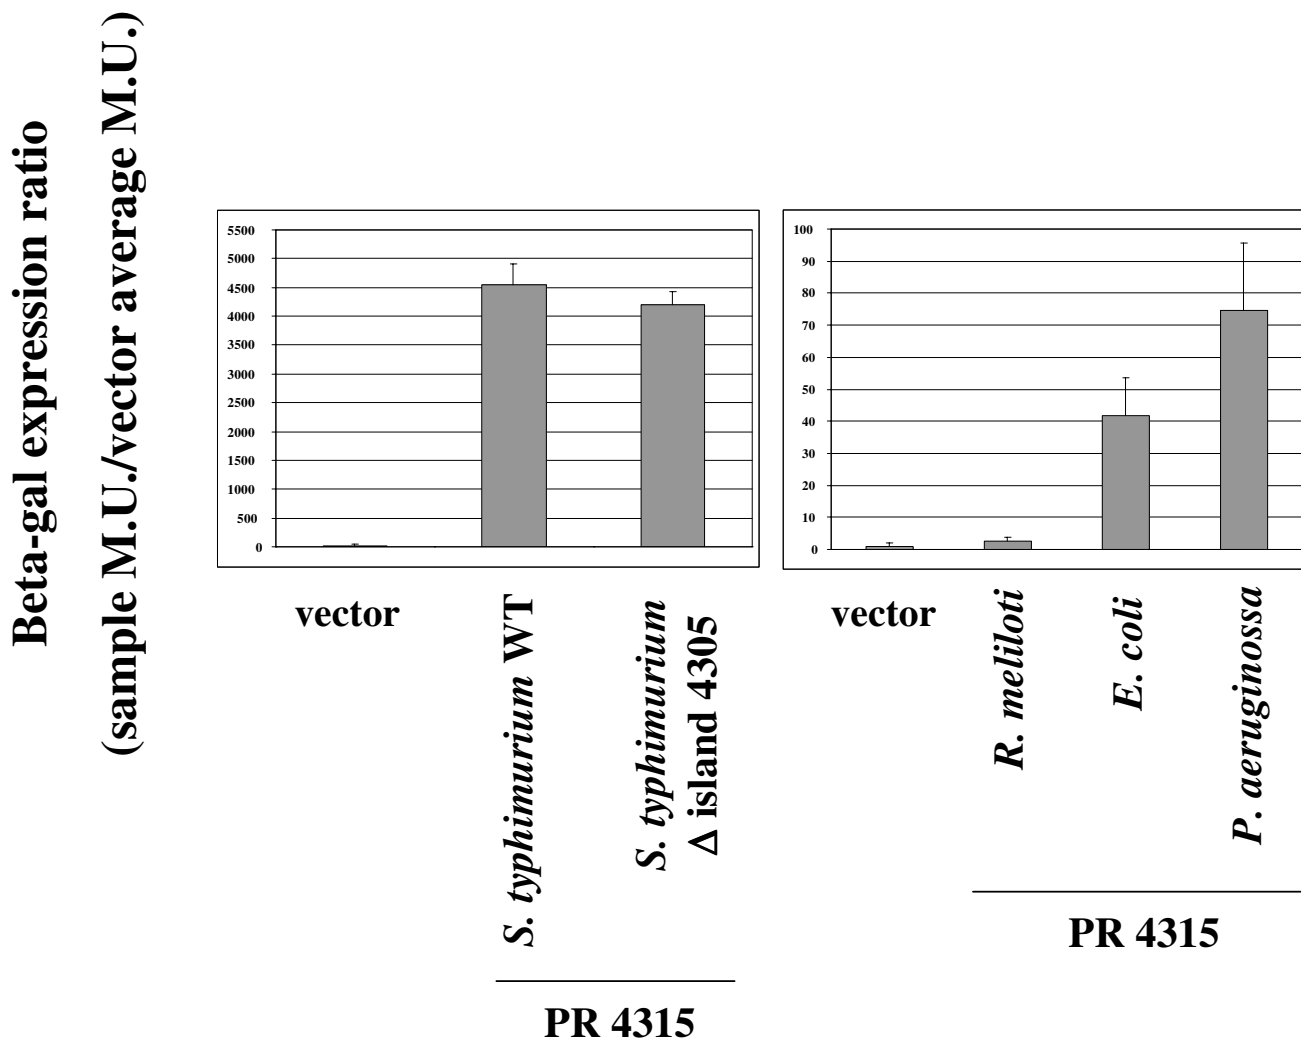 Beta-gal expression ratio
(sample M.U./vector average M.U.)
5500
5000
4500
4000
3500
3000
2500
2000
1500
1000
500
0
100
90
80
70
60
50
40
30
20
10
0
vector
S. typhimurium WT
S. typhimurium
Δ island 4305
PR 4315
vector
R. meliloti
E. coli
P. aeruginossa
PR 4315